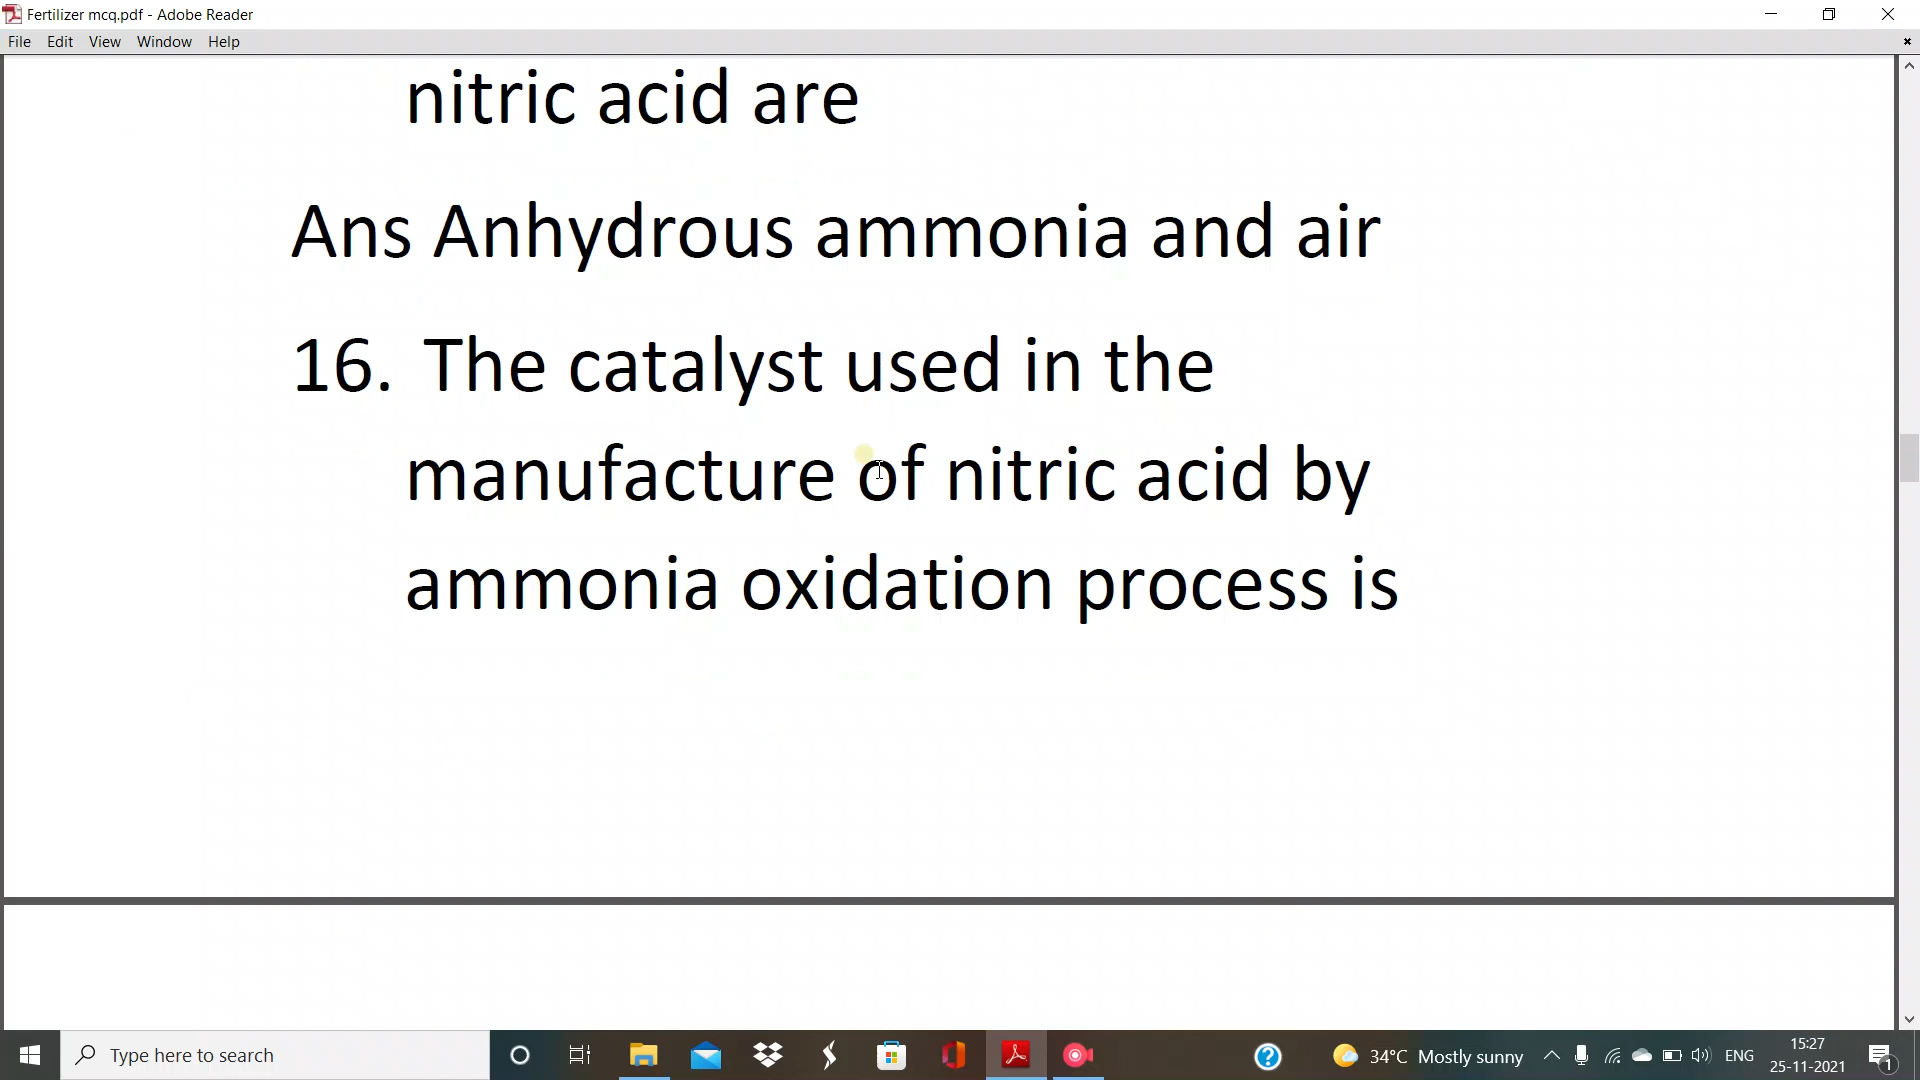 Fertilizer mcq.pdf - Adobe Reader
File Edit View Window Help
nitric acid are
Ans Anhydrous ammonia and air
16. The catalyst used in the
manufacture of nitric acid by
ammonia oxidation process is
Type here to search
34°C Mostly sunny
ENG
15:27
25-11-2021
1